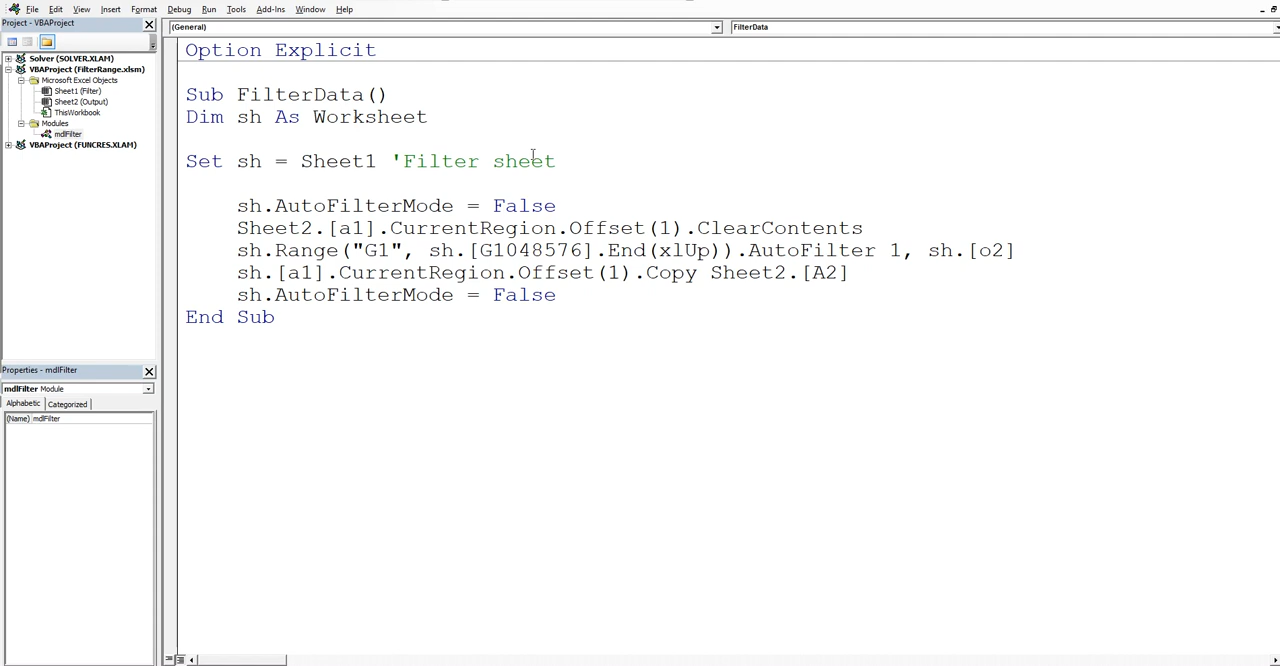 File Edit View Insert Format Debug Run Tools Add-Ins Window Help
Project - VBAProject
Solver (SOLVER.XLAM)
VBAProject (FilterRange.xlsm)
Microsoft Excel Objects
Sheet1 (Filter)
Sheet2 (Output)
ThisWorkbook
Modules
mdlFilter
VBAProject (FUNCRES.XLAM)
Properties - mdlFilter
mdlFilter Module
Alphabetic Categorized
(Name) mdlFilter
(General) FilterData
Option Explicit
Sub FilterData()
Dim sh As Worksheet
Set sh = Sheet1 'Filter sheet
sh.AutoFilterMode = False
Sheet2.[a1].CurrentRegion.Offset(1).ClearContents
sh.Range("G1", sh.[G1048576].End(xlUp)).AutoFilter 1, sh.[o2]
sh.[a1].CurrentRegion.Offset(1).Copy Sheet2.[A2]
sh.AutoFilterMode = False
End Sub